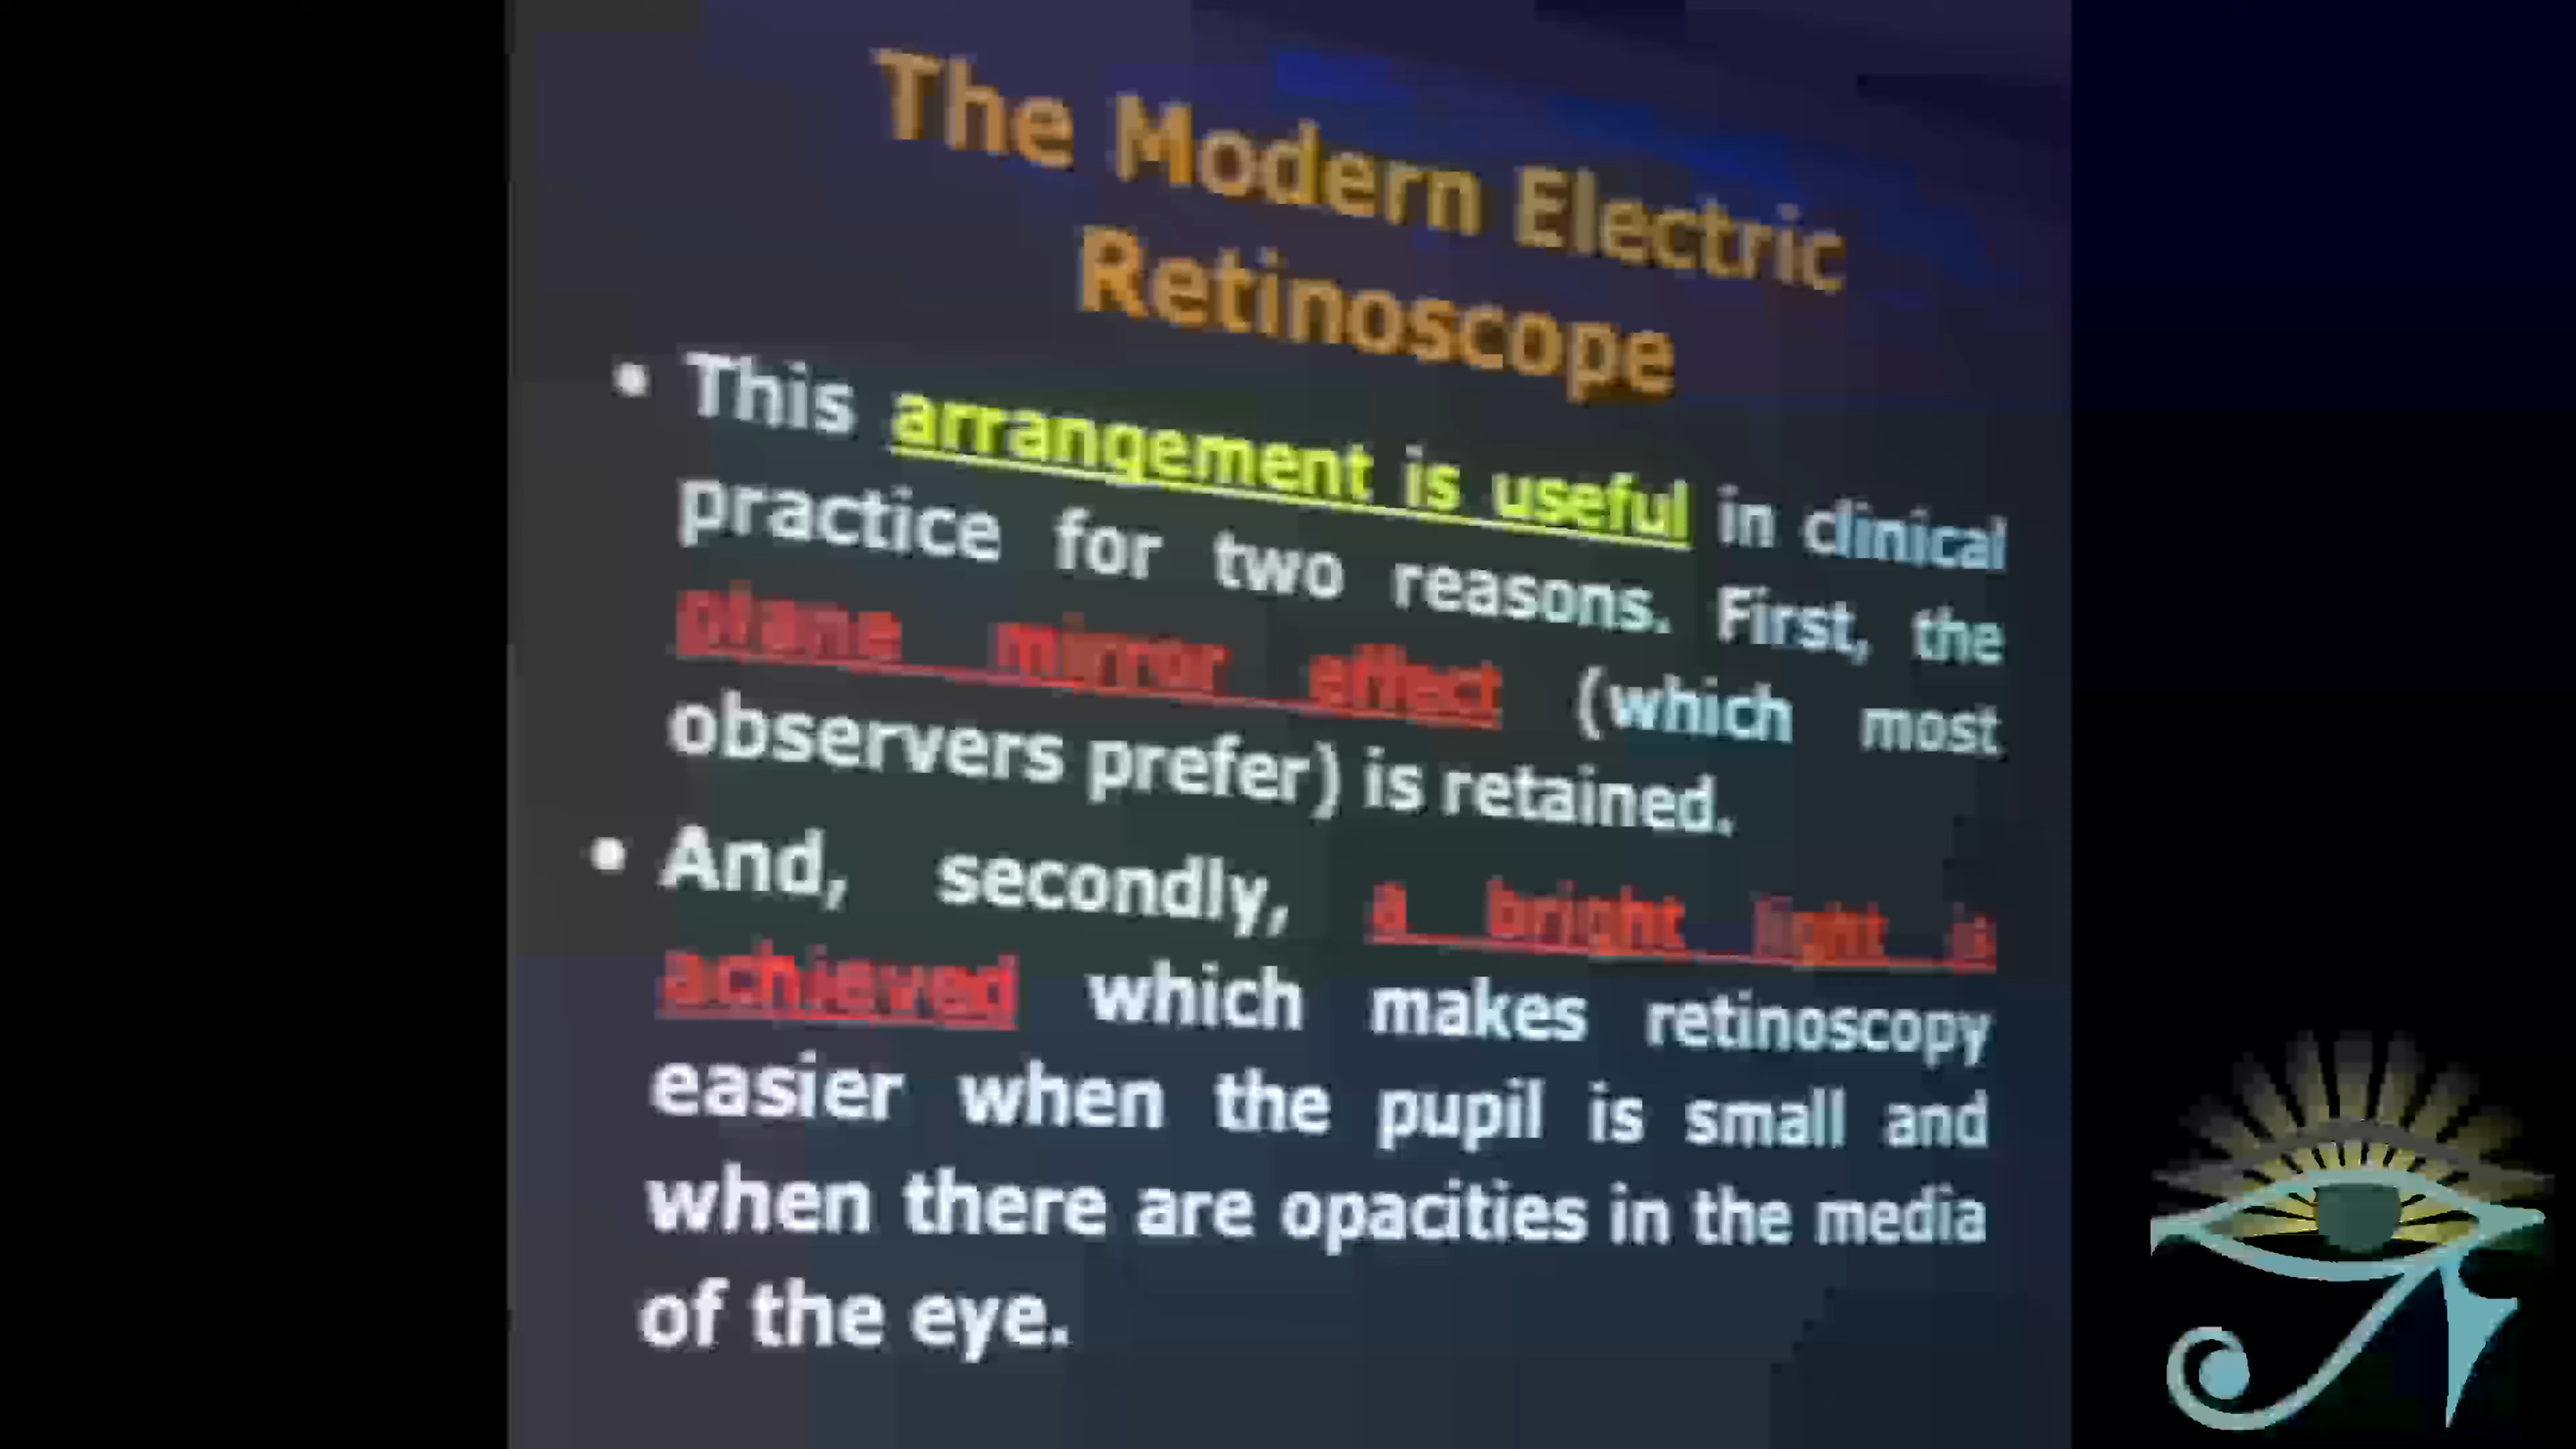 The Modern Electric
Retinoscope
• This arrangement is useful in clinical
practice for two reasons. First, the
plane mirror effect (which most
observers prefer) is retained.
• And, secondly, a bright light is
achieved which makes retinoscopy
easier when the pupil is small and
when there are opacities in the media
of the eye.